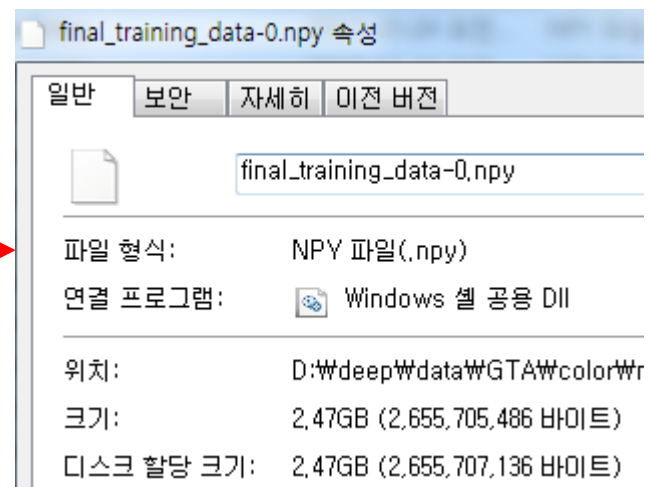 final_training_data-0.npy 속성
일반 보안 자세히 이전 버전
final_training_data-0.npy
파일 형식: NPY 파일(.npy)
연결 프로그램: Windows 셸 공용 Dll
위치: D:₩deep₩data₩GTA₩color₩r
크기: 2,47GB (2,655,705,486 바이트)
디스크 할당 크기: 2,47GB (2,655,707,136 바이트)